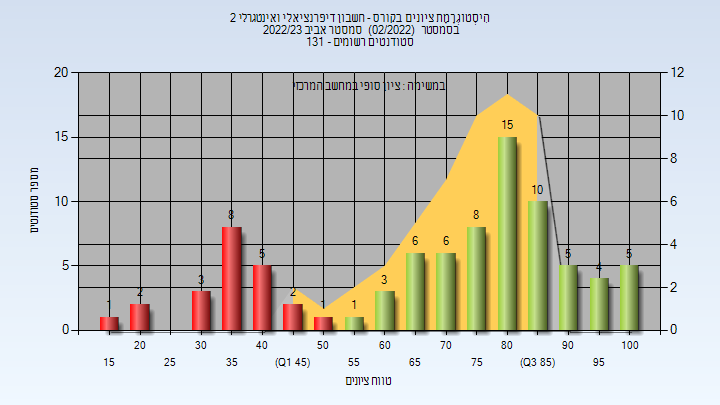 היסטוגרמת ציונים בקורס - חשבון דיפרנציאלי ואינטגרלי 2
בסמסטר (02/2022) סמסטר אביב 2022/23
סטודנטים רשומים - 131
במשימה : ציון סופי במחשב המרכזי
20 15 10 5 0
12 10 8 6 4 2 0
מספר סטודנטים
1 2 3 8 5 2 1 3 6 6 8 15 10 5 4 5
20 30 40 50 60 70 80 90 100
15 25 35 (Q1 45) 55 65 75 (Q3 85) 95
טווח ציונים